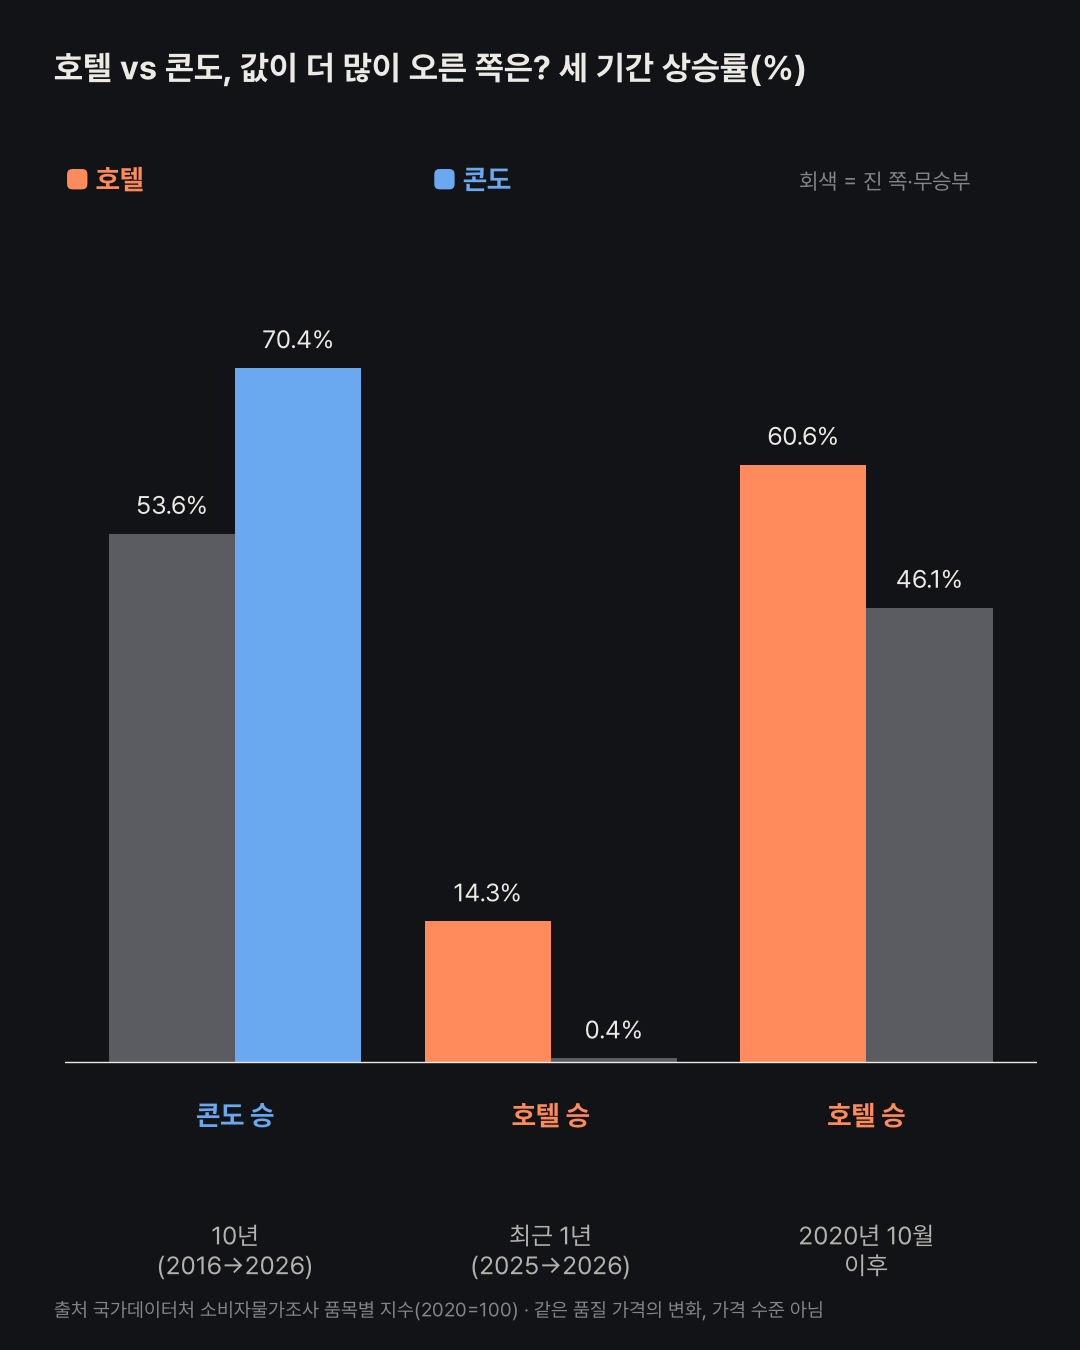 호텔 vs 콘도, 값이 더 많이 오른 쪽은? 세 기간 상승률(%)
호텔
콘도
회색 = 진 쪽·무승부
53.6%
70.4%
14.3%
0.4%
60.6%
46.1%
콘도 승
호텔 승
호텔 승
10년
(2016→2026)
최근 1년
(2025→2026)
2020년 10월
이후
출처 국가데이터처 소비자물가조사 품목별 지수(2020=100) · 같은 품질 가격의 변화, 가격 수준 아님